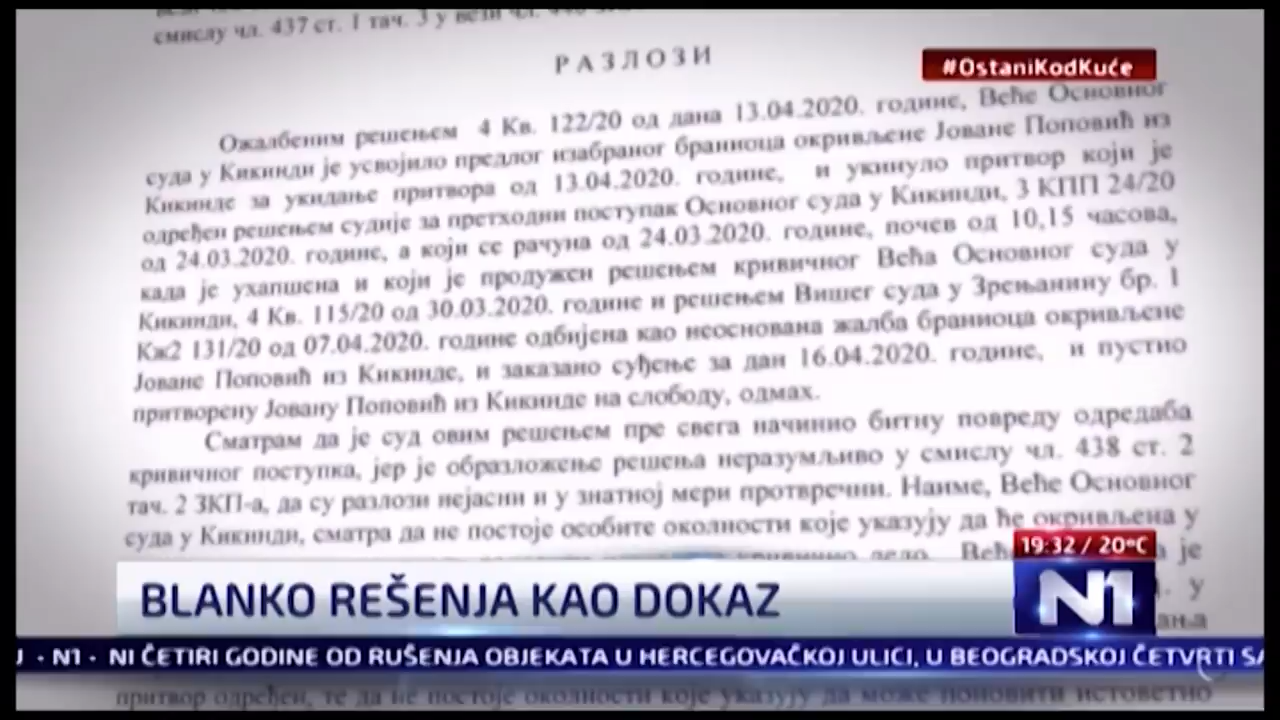 смислу чл. 437 ст. 1 тач. 3 у вези чл.
РАЗЛОЗИ
#OstaniKodKuće
Ожалбеним решењем 4 Кв. 122/20 од дана 13.04.2020. године, Веће Основног
суда у Кикинди је усвојило предлог изабраног браниоца окривљене Јоване Поповић из
Кикинде за укидање притвора од 13.04.2020. године, и укинуло притвор који је
одређен решењем судије за претходни поступак Основног суда у Кикинди, 3 КПП 24/20
од 24.03.2020. године, а који се рачуна од 24.03.2020. године, почев од 10,15 часова,
када је ухапшена и који је продужен решењем кривичног Већа Основног суда у
Кикинди, 4 Кв. 115/20 од 30.03.2020. године и решењем Вишег суда у Зрењанину бр. 1
Кж2 131/20 од 07.04.2020. године одбијена као неоснована жалба браниоца окривљене
Јоване Поповић из Кикинде, и заказано суђење за дан 16.04.2020. године, и пустио
притворену Јовану Поповић из Кикинде на слободу, одмах.
Сматрам да је суд овим решењем пре свега начинио битну повреду одредаба
кривичног поступка, јер је образложење решења неразумљиво у смислу чл. 438 ст. 2
тач. 2 ЗКП-а, да су разлози нејасни и у знатној мери протвречни. Наиме, Веће Основног
суда у Кикинди, сматра да не постоје особите околности које указују да ће окривљена у
кривично дело је
19:32 / 20°C
N1
у
BLANKO REŠENJA KAO DOKAZ
• N1 • NI ČETIRI GODINE OD RUŠENJA OBJEKATA U HERCEGOVAČKOJ ULICI, U BEOGRADSKOJ ČETVRTI
притвор одређен, те да не постоје околности које указују да може поновити истоветно